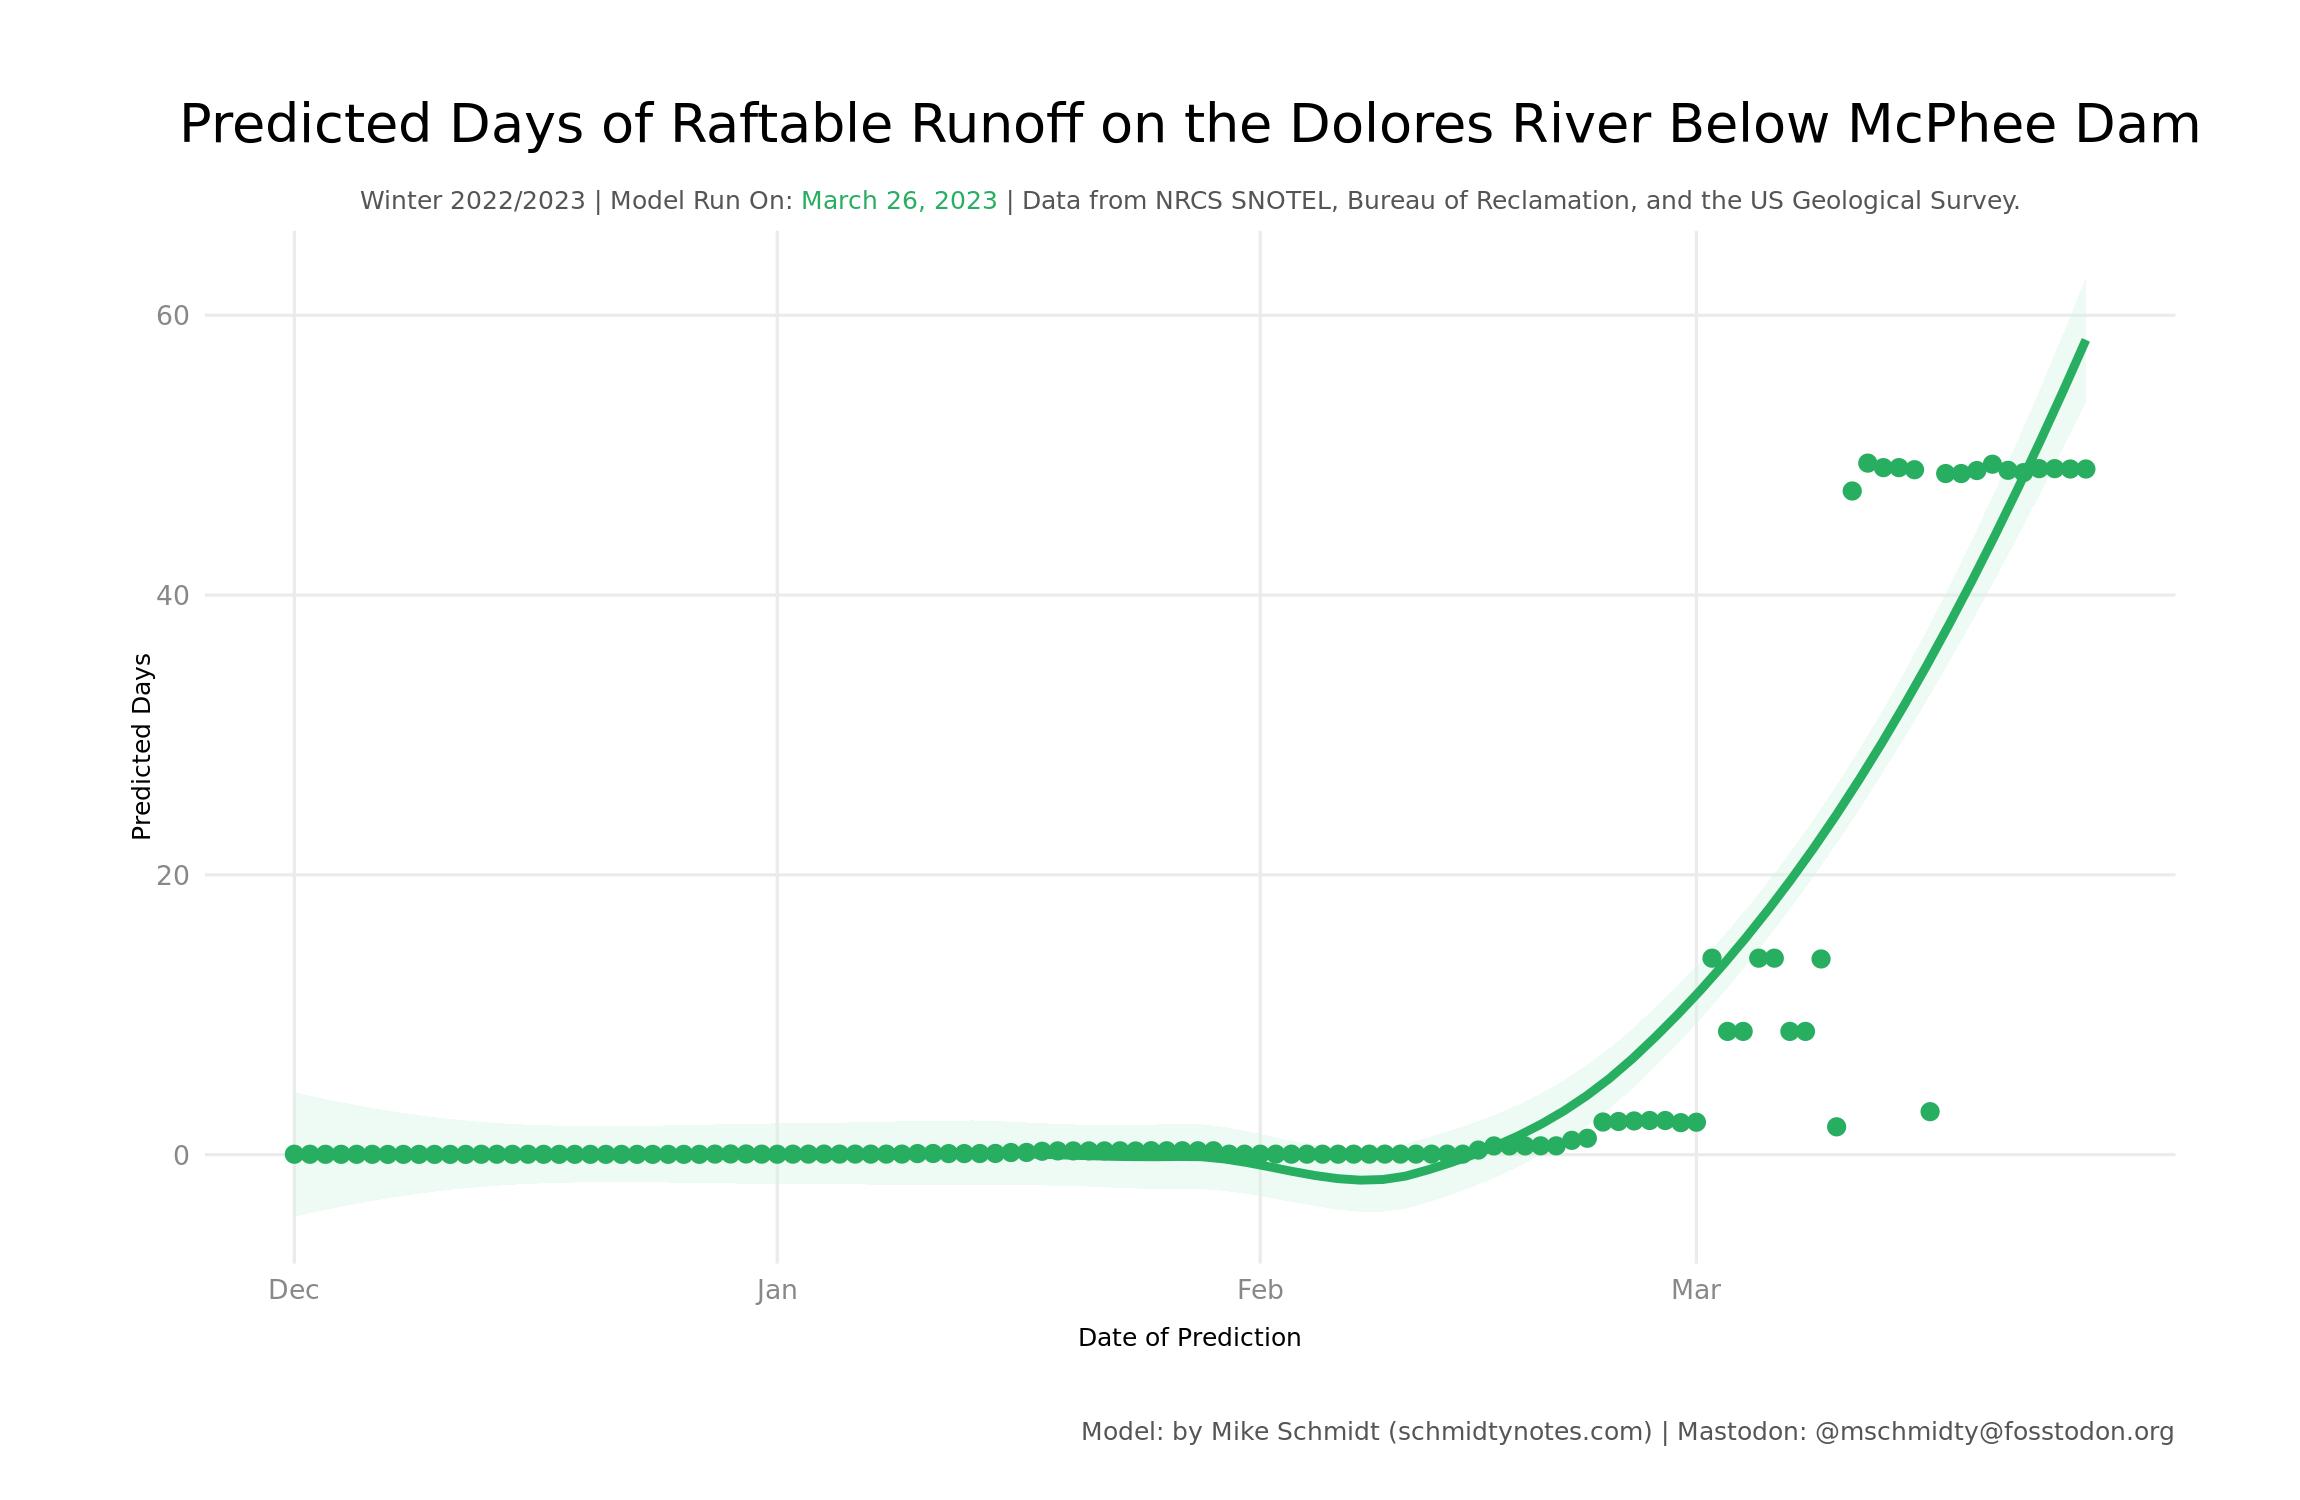 Predicted Days of Raftable Runoff on the Dolores River Below McPhee Dam
Winter 2022/2023 | Model Run On: March 26, 2023 | Data from NRCS SNOTEL, Bureau of Reclamation, and the US Geological Survey.
60
40
20
0
Predicted Days
Dec
Jan
Feb
Mar
Date of Prediction
Model: by Mike Schmidt (schmidtynotes.com) | Mastodon: @mschmidty@fosstodon.org